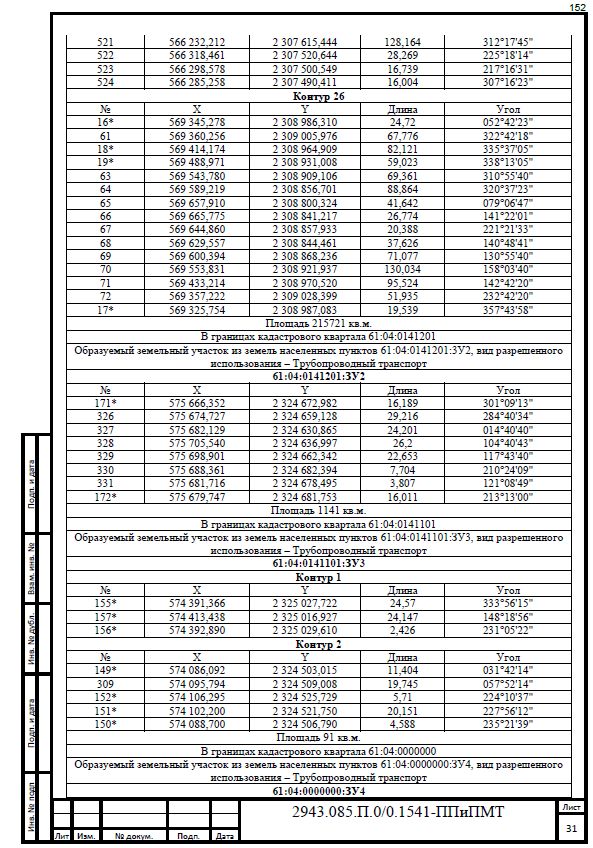 152
521 566 232,212 2 307 615,444 128,164 312°17'45"
522 566 318,461 2 307 520,644 28,269 225°18'14"
523 566 298,578 2 307 500,549 16,739 217°16'31"
524 566 285,258 2 307 490,411 16,004 307°16'23"
Контур 26
№ X Y Длина Угол
16* 569 345,278 2 308 986,310 24,72 052°42'23"
61 569 360,256 2 309 005,976 67,776 322°42'18"
18* 569 414,174 2 308 964,909 82,121 335°37'05"
19* 569 488,971 2 308 931,008 59,023 338°13'05"
63 569 543,780 2 308 909,106 69,361 310°55'40"
64 569 589,219 2 308 856,701 88,864 320°37'23"
65 569 657,910 2 308 800,324 41,642 079°06'47"
66 569 665,775 2 308 841,217 26,774 141°22'01"
67 569 644,860 2 308 857,933 20,388 221°21'33"
68 569 629,557 2 308 844,461 37,626 140°48'41"
69 569 600,394 2 308 868,236 71,077 130°55'40"
70 569 553,831 2 308 921,937 130,034 158°03'40"
71 569 433,214 2 308 970,520 95,524 142°42'20"
72 569 357,222 2 309 028,399 51,935 232°42'20"
17* 569 325,754 2 308 987,083 19,539 357°43'58"
Площадь 215721 кв.м.
В границах кадастрового квартала 61:04:0141201
Образуемый земельный участок из земель населенных пунктов 61:04:0141201:ЗУ2, вид разрешенного
использования – Трубопроводный транспорт
61:04:0141201:ЗУ2
№ X Y Длина Угол
171* 575 666,352 2 324 672,982 16,189 301°09'13"
326 575 674,727 2 324 659,128 29,216 284°40'34"
327 575 682,129 2 324 630,865 24,201 014°40'40"
328 575 705,540 2 324 636,997 26,2 104°40'43"
329 575 698,901 2 324 662,342 22,653 117°43'40"
330 575 688,361 2 324 682,394 7,704 210°24'09"
331 575 681,716 2 324 678,495 3,807 121°08'49"
172* 575 679,747 2 324 681,753 16,011 213°13'00"
Площадь 1141 кв.м.
В границах кадастрового квартала 61:04:0141101
Образуемый земельный участок из земель населенных пунктов 61:04:0141101:ЗУ3, вид разрешенного
использования – Трубопроводный транспорт
61:04:0141101:ЗУ3
Контур 1
№ X Y Длина Угол
155* 574 391,366 2 325 027,722 24,57 333°56'15"
157* 574 413,438 2 325 016,927 24,147 148°18'56"
156* 574 392,890 2 325 029,610 2,426 231°05'22"
Контур 2
№ X Y Длина Угол
149* 574 086,092 2 324 503,015 11,404 031°42'14"
309 574 095,794 2 324 509,008 19,745 057°52'14"
152* 574 106,295 2 324 525,729 5,71 224°10'37"
151* 574 102,200 2 324 521,750 20,151 227°56'12"
150* 574 088,700 2 324 506,790 4,588 235°21'39"
Площадь 91 кв.м.
В границах кадастрового квартала 61:04:0000000
Образуемый земельный участок из земель населенных пунктов 61:04:0000000:ЗУ4, вид разрешенного
использования – Трубопроводный транспорт
61:04:0000000:ЗУ4
Подп. и дата
Взам. инв. №
Инв. № дубл.
Подп. и дата
Инв. № подп
Лит Изм. № докум. Подп. Дата
2943.085.П.0/0.1541-ППиПМТ
Лист
31